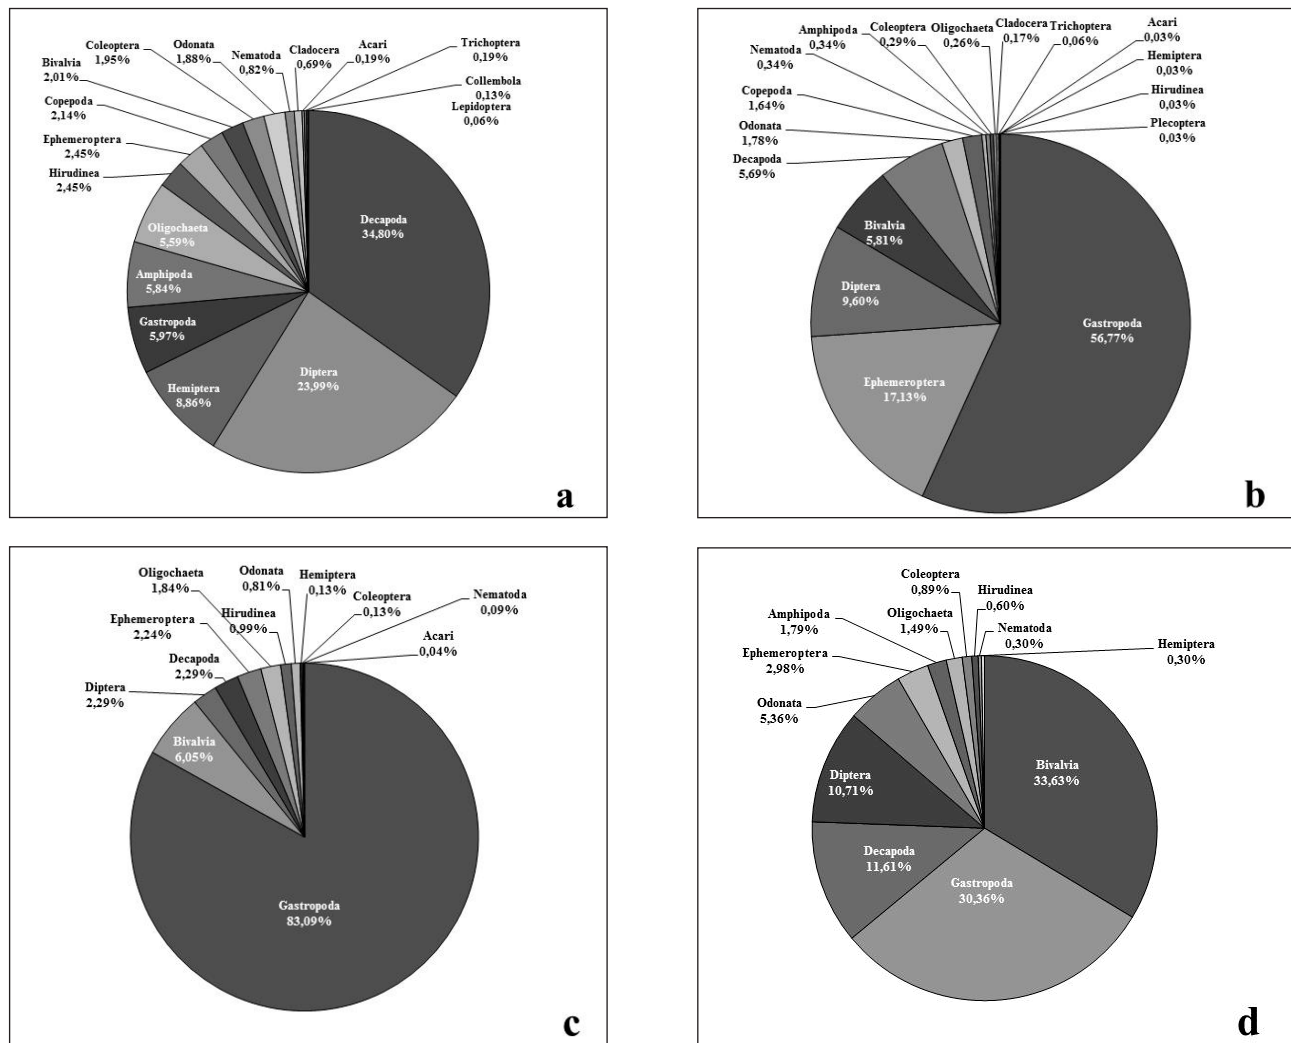 Coleoptera
1,95%
Odonata
1,88%
Nematoda
0,82%
Cladocera
0,69%
Acari
0,19%
Trichoptera
0,19%
Bivalvia
2,01%
Collembola
0,13%
Copepoda
2,14%
Lepidoptera
0,06%
Ephemeroptera
2,45%
Hirudinea
2,45%
Decapoda
34,80%
Oligochaeta
5,59%
Amphipoda
5,84%
Gastropoda
5,97%
Diptera
23,99%
Hemiptera
8,86%
a
Amphipoda
0,34%
Coleoptera
0,29%
Oligochaeta
0,26%
Cladocera
0,17%
Trichoptera
0,06%
Acari
0,03%
Nematoda
0,34%
Hemiptera
0,03%
Copepoda
1,64%
Hirudinea
0,03%
Odonata
1,78%
Plecoptera
0,03%
Decapoda
5,69%
Bivalvia
5,81%
Diptera
9,60%
Gastropoda
56,77%
Ephemeroptera
17,13%
b
Oligochaeta
1,84%
Odonata
0,81%
Hemiptera
0,13%
Coleoptera
0,13%
Nematoda
0,09%
Ephemeroptera
2,24%
Hirudinea
0,99%
Acari
0,04%
Decapoda
2,29%
Diptera
2,29%
Bivalvia
6,05%
Gastropoda
83,09%
c
Coleoptera
0,89%
Hirudinea
0,60%
Amphipoda
1,79%
Oligochaeta
1,49%
Nematoda
0,30%
Hemiptera
0,30%
Ephemeroptera
2,98%
Odonata
5,36%
Bivalvia
33,63%
Diptera
10,71%
Decapoda
11,61%
Gastropoda
30,36%
d